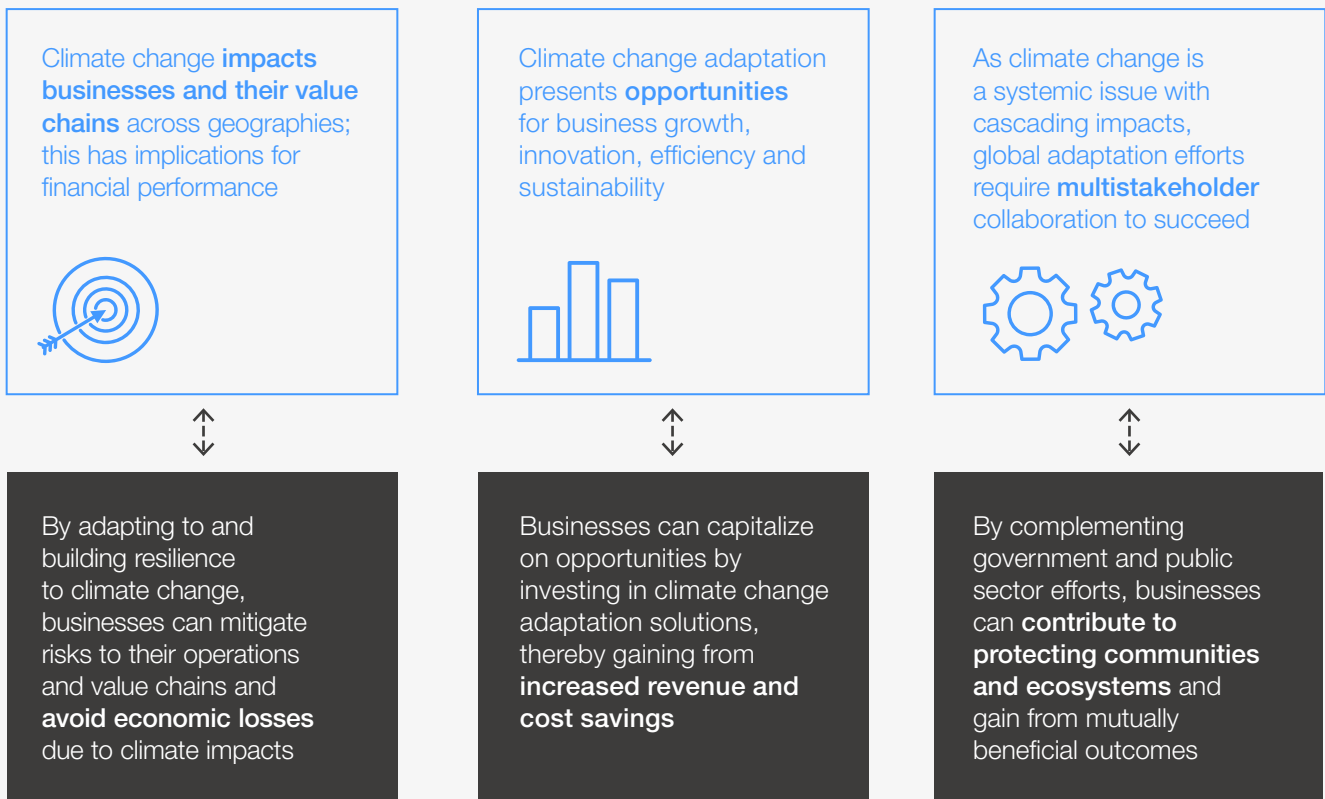 Climate change impacts
businesses and their value
chains across geographies;
this has implications for
financial performance
Climate change adaptation
presents opportunities
for business growth,
innovation, efficiency and
sustainability
As climate change is
a systemic issue with
cascading impacts,
global adaptation efforts
require multistakeholder
collaboration to succeed
By adapting to and
building resilience
to climate change,
businesses can mitigate
risks to their operations
and value chains and
avoid economic losses
due to climate impacts
Businesses can capitalize
on opportunities by
investing in climate change
adaptation solutions,
thereby gaining from
increased revenue and
cost savings
By complementing
government and public
sector efforts, businesses
can contribute to
protecting communities
and ecosystems and
gain from mutually
beneficial outcomes